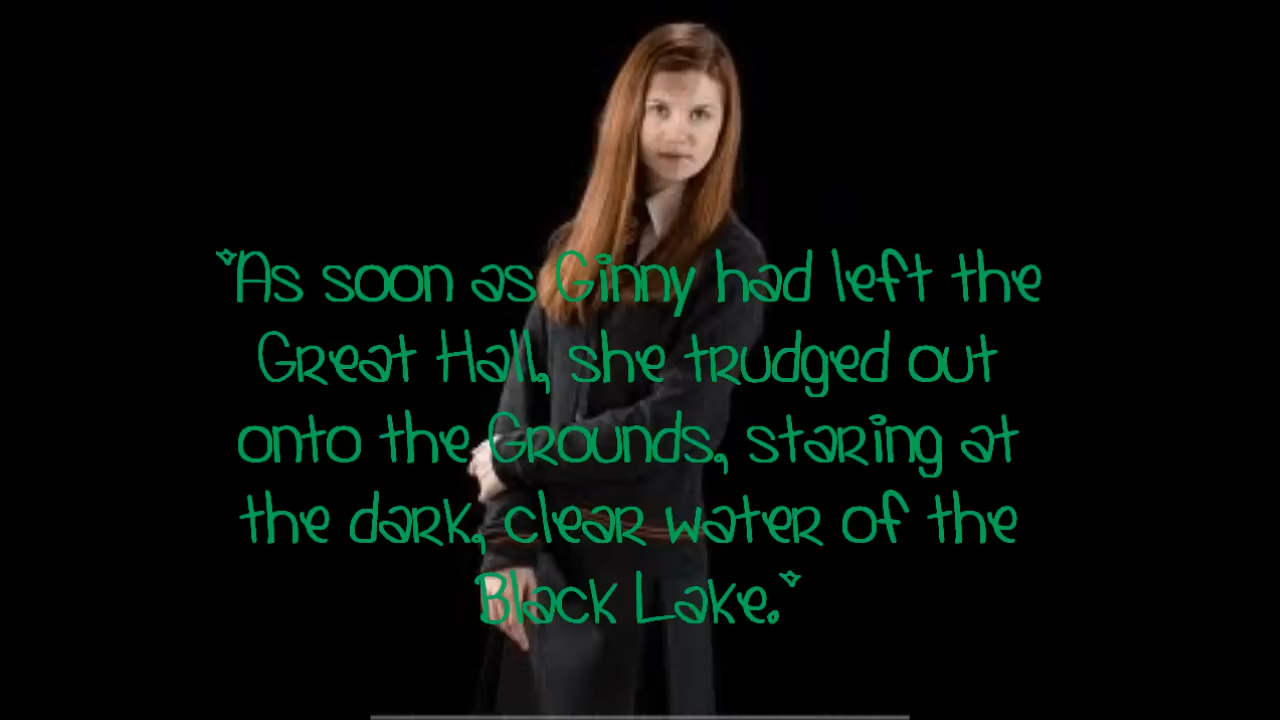 *As soon as Ginny had left the
Great Hall, she trudged out
onto the Grounds, staring at
the dark, clear water of the
Black Lake.*